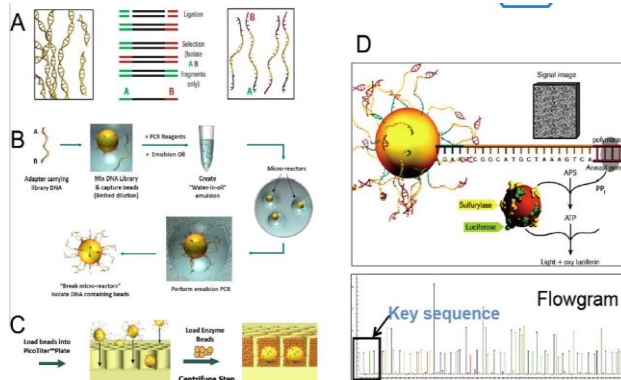 A
A
B
Ligation
Selection
(Isolate
A B
fragments
only)
A
B
B
A
B
A
B
Adapter carrying
library DNA
Mix DNA Library
& capture beads
(limited dilution)
+ PCR Reagents
+ Emulsion Oil
Create
"Water-in-oil"
emulsion
Micro-reactors
"Break micro-reactors"
Isolate DNA containing beads
Perform emulsion PCR
C
Load beads into
PicoTiter™Plate
Load Enzyme
Beads
Centrifuge Step
D
Signal image
GCATGCTAAAGTCA
APS
PPi
Sulfurylase
Luciferase
ATP
Light + oxy luciferin
Flowgram
Key sequence